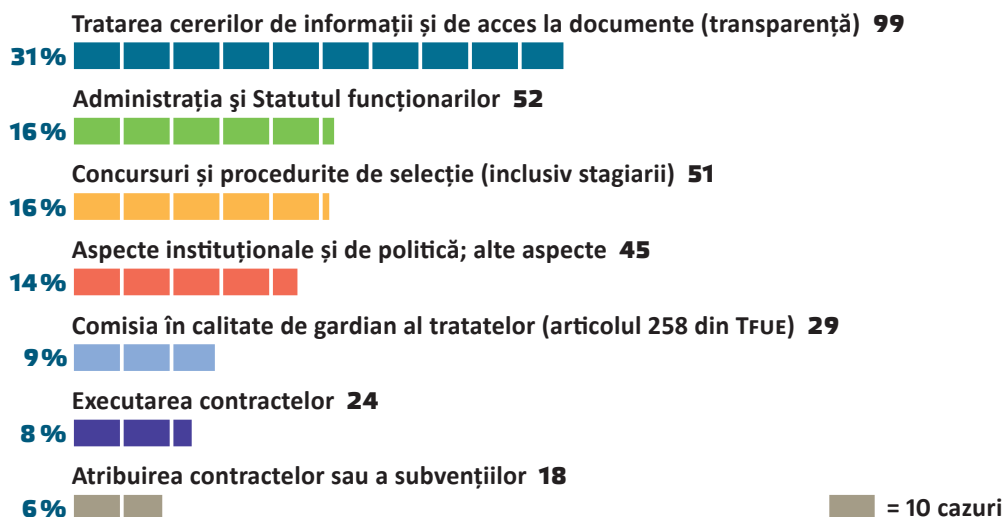 Tratarea cererilor de informații și de acces la documente (transparență) 99
31%
Administrația şi Statutul funcționarilor 52
16%
Concursuri și procedurite de selecție (inclusiv stagiarii) 51
16%
Aspecte instituționale și de politică; alte aspecte 45
14%
Comisia în calitate de gardian al tratatelor (articolul 258 din TFUE) 29
9%
Executarea contractelor 24
8%
Atribuirea contractelor sau a subvențiilor 18
6%
= 10 cazuri